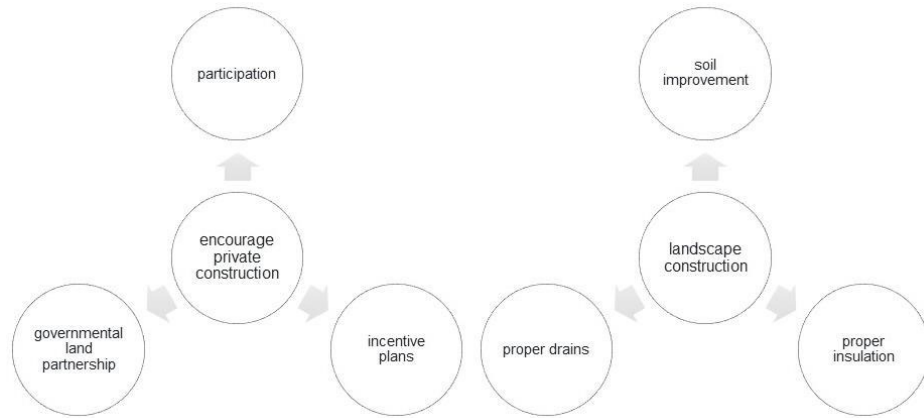 participation
soil
improvement
encourage
private
construction
landscape
construction
governmental
land
partnership
incentive
plans
proper drains
proper
insulation